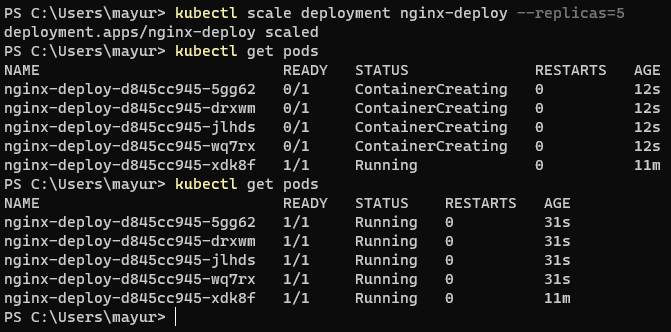 PS C:\Users\mayur> kubectl scale deployment nginx-deploy --replicas=5
deployment.apps/nginx-deploy scaled
PS C:\Users\mayur> kubectl get pods
NAME                           READY   STATUS              RESTARTS   AGE
nginx-deploy-d845cc945-5gg62   0/1     ContainerCreating   0          12s
nginx-deploy-d845cc945-drxwm   0/1     ContainerCreating   0          12s
nginx-deploy-d845cc945-jlhds   0/1     ContainerCreating   0          12s
nginx-deploy-d845cc945-wq7rx   0/1     ContainerCreating   0          12s
nginx-deploy-d845cc945-xdk8f   1/1     Running             0          11m
PS C:\Users\mayur> kubectl get pods
NAME                           READY   STATUS    RESTARTS   AGE
nginx-deploy-d845cc945-5gg62   1/1     Running   0          31s
nginx-deploy-d845cc945-drxwm   1/1     Running   0          31s
nginx-deploy-d845cc945-jlhds   1/1     Running   0          31s
nginx-deploy-d845cc945-wq7rx   1/1     Running   0          31s
nginx-deploy-d845cc945-xdk8f   1/1     Running   0          11m
PS C:\Users\mayur>